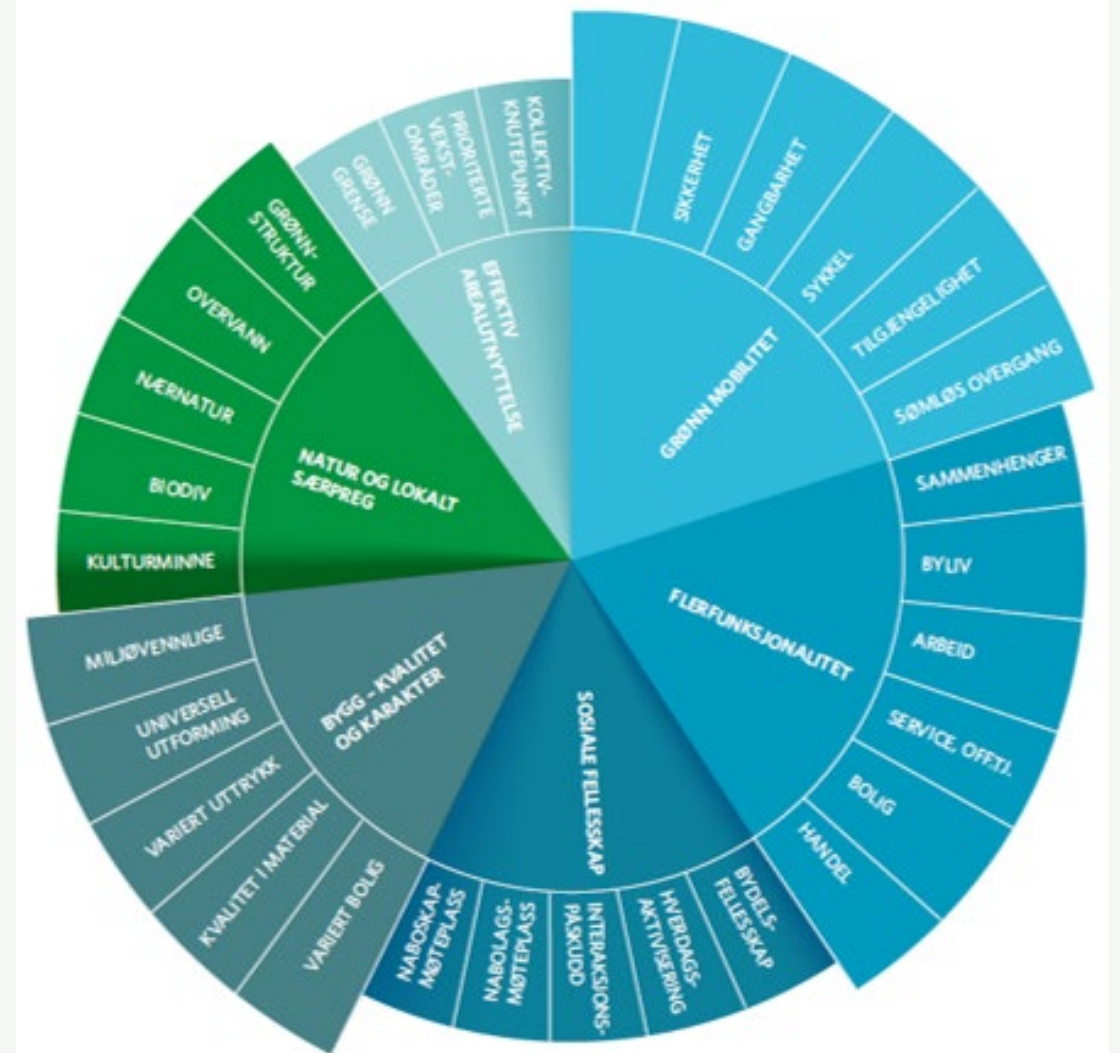 KOLLEKTIV-
KNUTEPUNKT
PRIORITERTE
VEKST-
OMRÅDER
GRØNN
GRENSE
EFFEKTIV
AREALUTNYTTELSE
SIKKERHET
GANGBARHET
SYKKEL
TILGJENGELIGHET
SØMLØS OVERGANG
GRØNN MOBILITET
SAMMENHENGER
BYLIV
ARBEID
SERVICE, OFF.TJ.
BOLIG
HANDEL
FLERFUNKSJONALITET
BYDELS-
FELLESSKAP
HVERDAGS-
AKTIVISERING
INTERAKSJONS-
PÅSKUDD
NABOLAGS-
MØTEPLASS
NABOSKAP-
MØTEPLASS
SOSIALE FELLESSKAP
VARIERT BOLIG
KVALITET I MATERIAL
VARIERT UTTRYKK
UNIVERSELL
UTFORMING
MILJØVENNLIGE
BYGG – KVALITET
OG KARAKTER
KULTURMINNE
BIODIV
NÆRNATUR
OVERVANN
GRØNN-
STRUKTUR
NATUR OG LOKALT
SÆRPREG